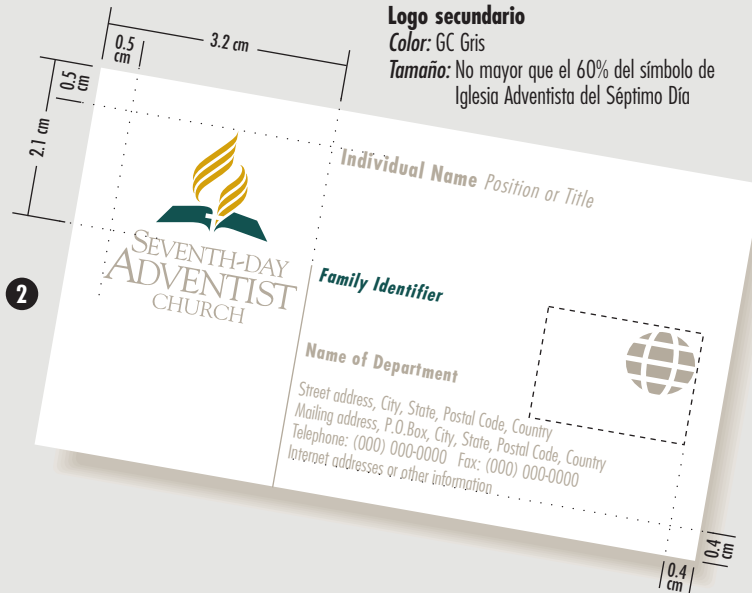 Logo secundario
Color: GC Gris
Tamaño: No mayor que el 60% del símbolo de
Iglesia Adventista del Séptimo Día
0.5
cm
3.2 cm
0.5
cm
2.1 cm
Individual Name Position or Title
SEVENTH-DAY
ADVENTIST
CHURCH
2
Family Identifier
Name of Department
Street address, City, State, Postal Code, Country
Mailing address, P.O.Box, City, State, Postal Code, Country
Telephone: (000) 000-0000 Fax: (000) 000-0000
Internet addresses or other information
0.4
cm
0.4
cm